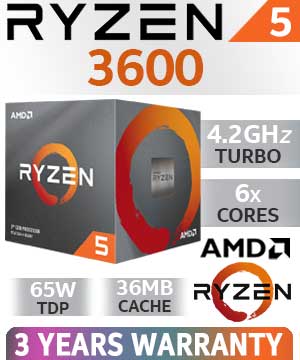 RYZEN 5
3600
AMD
RYZEN
5
4.2GHz
TURBO
6x
CORES
65W
TDP
36MB
CACHE
AMD
RYZEN
3 YEARS WARRANTY